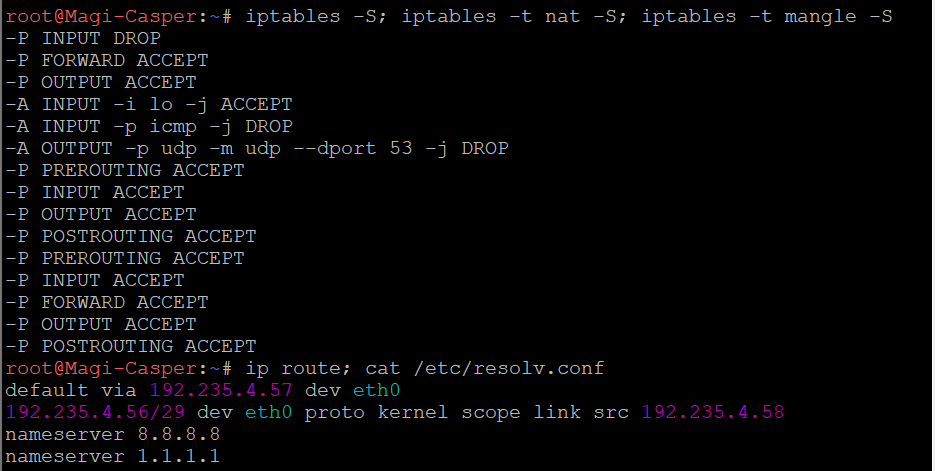 root@Magi-Casper:~# iptables -S; iptables -t nat -S; iptables -t mangle -S
-P INPUT DROP
-P FORWARD ACCEPT
-P OUTPUT ACCEPT
-A INPUT -i lo -j ACCEPT
-A INPUT -p icmp -j DROP
-A OUTPUT -p udp -m udp --dport 53 -j DROP
-P PREROUTING ACCEPT
-P INPUT ACCEPT
-P OUTPUT ACCEPT
-P POSTROUTING ACCEPT
-P PREROUTING ACCEPT
-P INPUT ACCEPT
-P FORWARD ACCEPT
-P OUTPUT ACCEPT
-P POSTROUTING ACCEPT
root@Magi-Casper:~# ip route; cat /etc/resolv.conf
default via 192.235.4.57 dev eth0
192.235.4.56/29 dev eth0 proto kernel scope link src 192.235.4.58
nameserver 8.8.8.8
nameserver 1.1.1.1